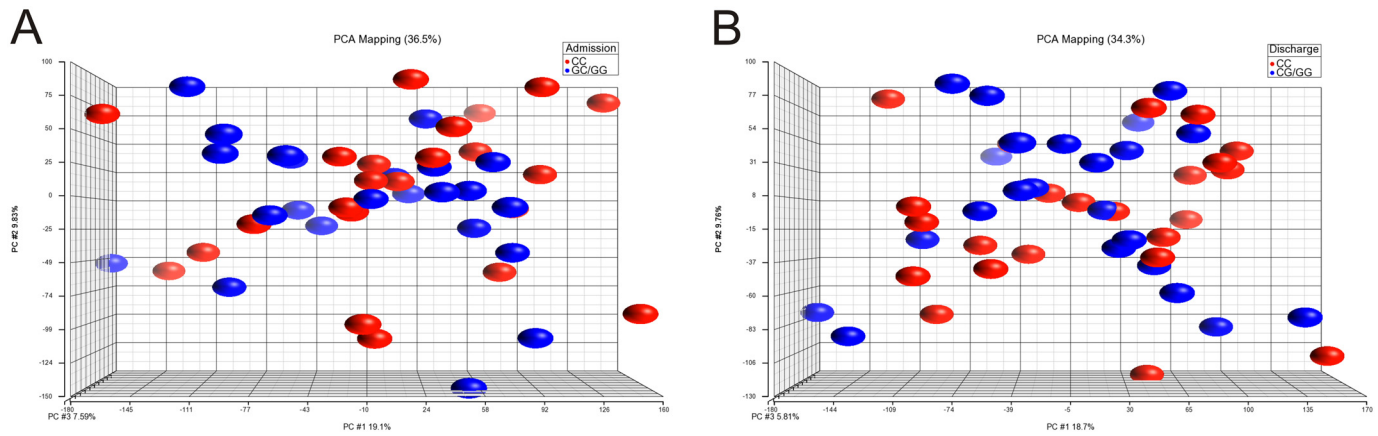 A
PCA Mapping (36.5%)
Admission
CC
GC/GG
100
75
50
25
0
-25
-49
-74
-99
-124
-150
PC #2 9.83%
-180
-145
-111
-77
-44
-10
24
58
92
126
160
PC #3 7.59%
PC #1 19.1%
B
PCA Mapping (34.3%)
Discharge
CC
CG/GG
100
77
54
31
8
-15
-37
-60
-83
-106
-130
PC #2 9.76%
-180
-144
-109
-74
-39
-5
30
65
100
135
170
PC #3 5.81%
PC #1 18.7%